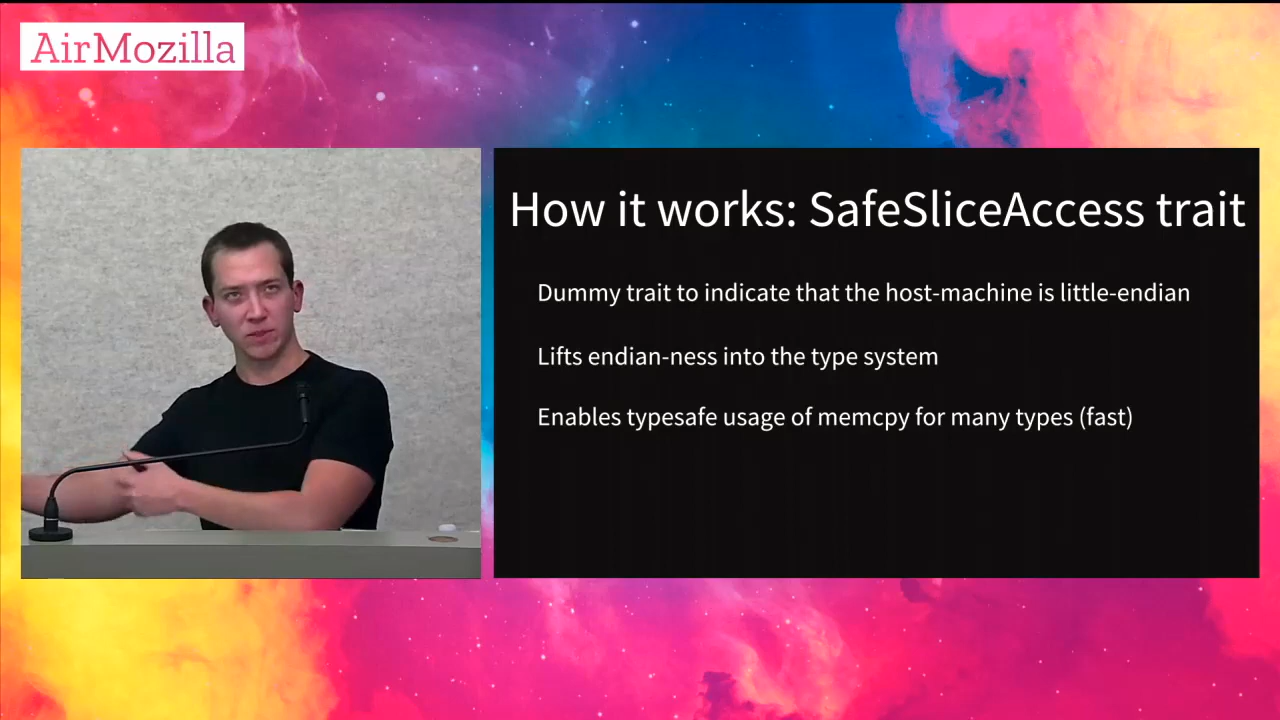 AirMozilla
How it works: SafeSliceAccess trait
Dummy trait to indicate that the host-machine is little-endian
Lifts endian-ness into the type system
Enables typesafe usage of memcpy for many types (fast)